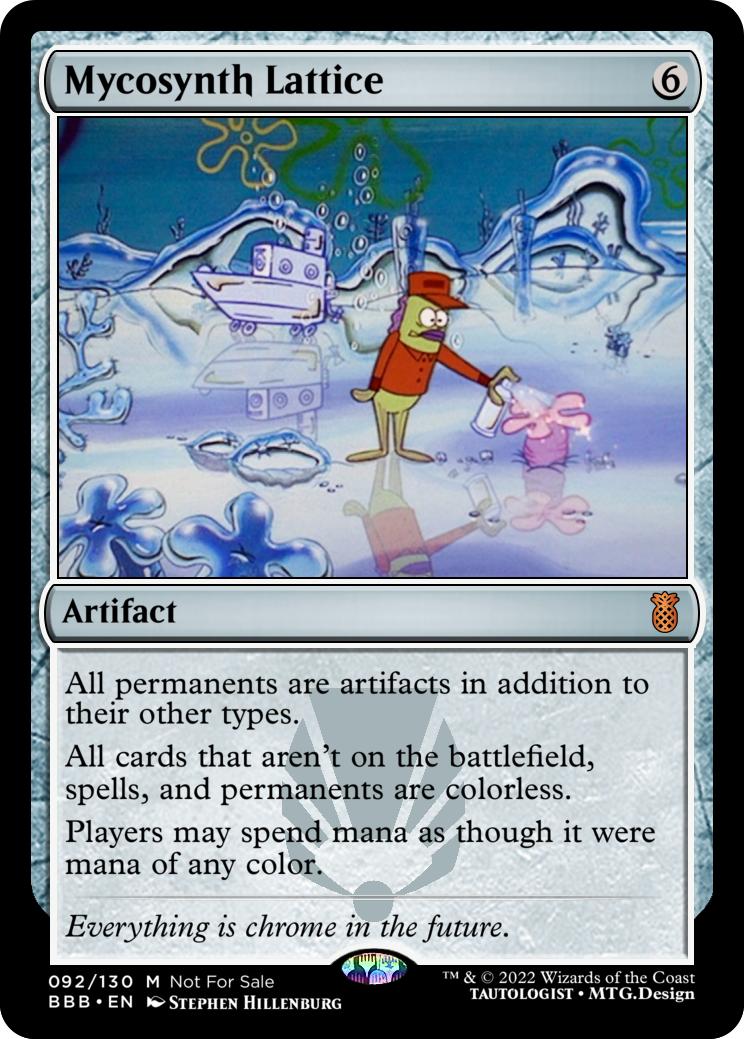 Mycosynth Lattice 6
Artifact
All permanents are artifacts in addition to
their other types.
All cards that aren't on the battlefield,
spells, and permanents are colorless.
Players may spend mana as though it were
mana of any color.
Everything is chrome in the future.
092/130 M Not For Sale
BBB • EN Stephen Hillenburg
™ & © 2022 Wizards of the Coast
TAUTOLOGIST • MTG.Design